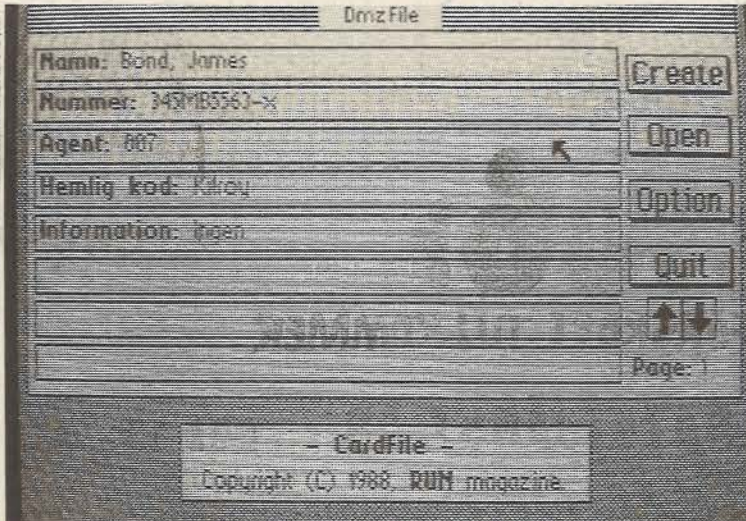 Dmz File
Namn: Bond, James
Nummer: 345MB5563-x
Agent: 007
Hemlig kod: Kilroy
Information: Ingen
Create
Open
Option
Quit
Page: 1
- CardFile -
Copyright (C) 1988, RUN magazine.